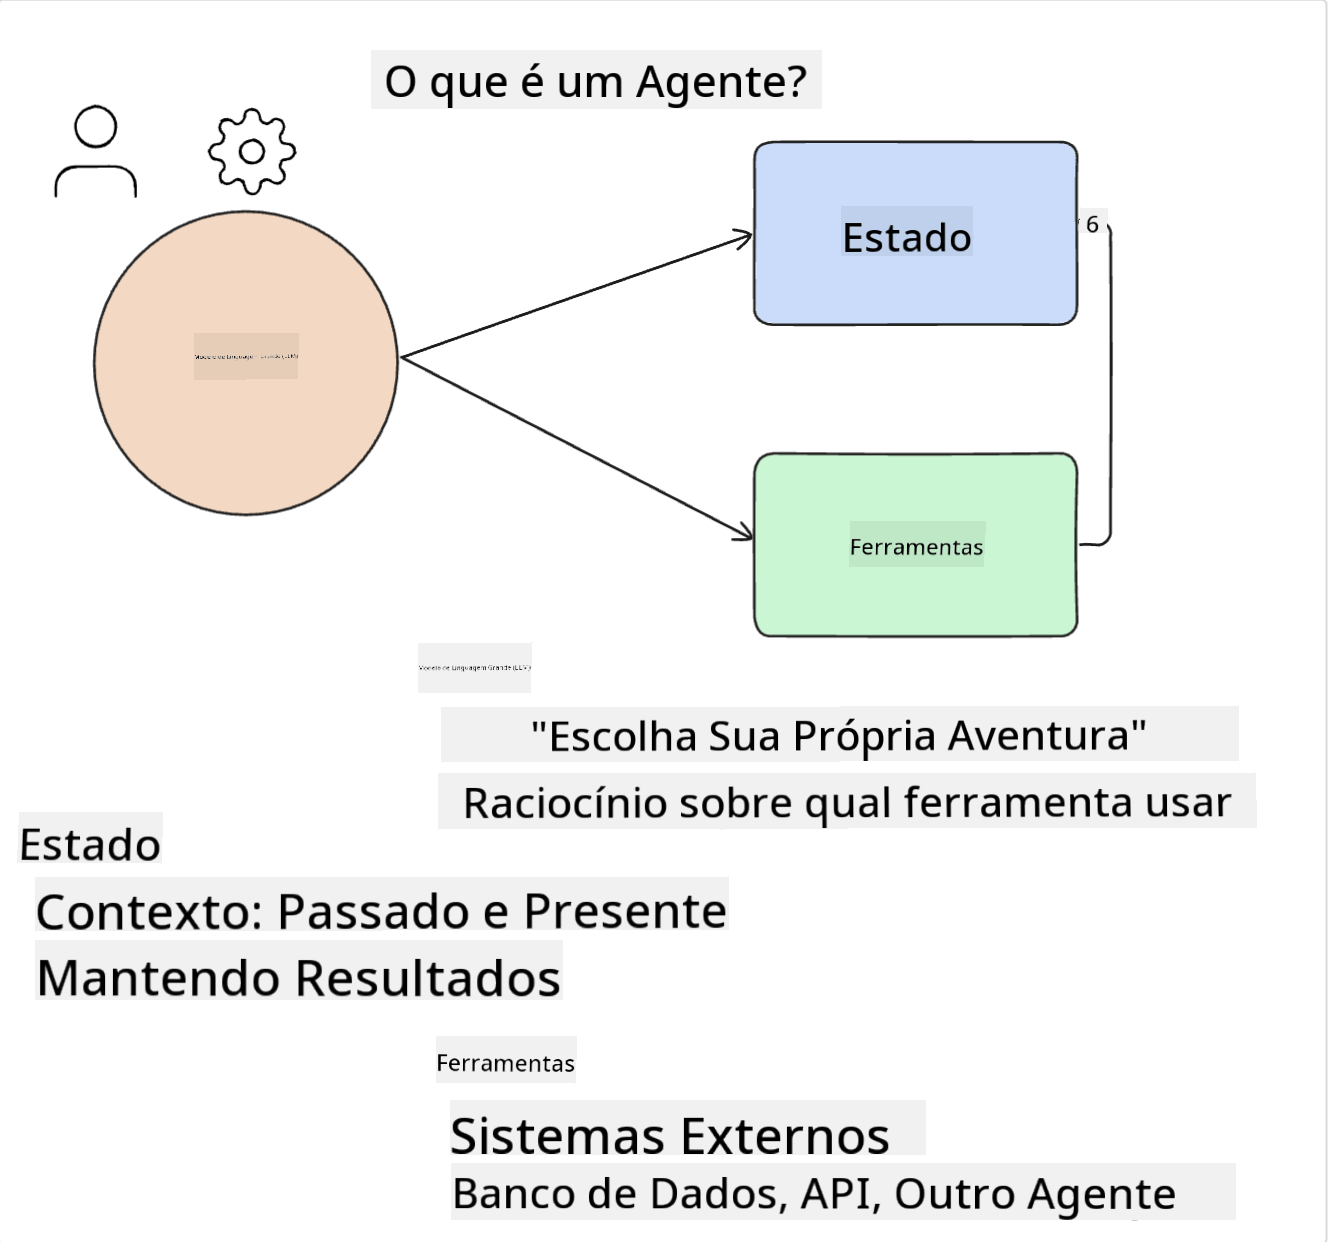 O que é um Agente?
Estado
6
Modelo de Linguagem Grande (LLM)
Ferramentas
Modelo de Linguagem Grande (LLM)
"Escolha Sua Própria Aventura"
Raciocínio sobre qual ferramenta usar
Estado
Contexto: Passado e Presente
Mantendo Resultados
Ferramentas
Sistemas Externos
Banco de Dados, API, Outro Agente